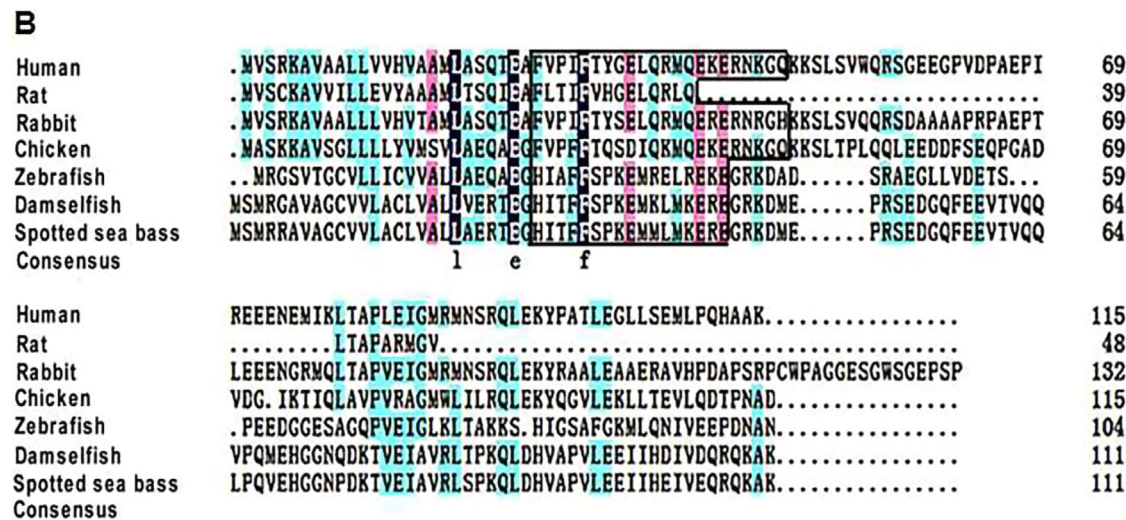 B
Human .MVSRKAVAALLVVHVAAMLASQTEAFVPIFTYGELQRMQEKERNKGQKKSLSVWQRSGEEGPVDPAEPI 69
Rat .MVSCKAVVILLEVYAAAMLTSQIEAFLTIFVHGELQRLQ.............................. 39
Rabbit .MVSRKAVAALLLVHVTAMLASQTEAFVPIFTYSELQRMQEKERNRGHKKSLSVQQRSDAAAAPRPAEPT 69
Chicken .MASKKAVSGLLLLYVMSVLAEQAEGFVPFFTQSDIQKMQEKERNKGQKKSLTPLQQLEEDDFSEQPGAD 69
Zebrafish ..MRGSVTGCVLLICVVALLAEQAEGHIAFFSPKEMRELREKEGRKDAD......SRAEGLLVDETS... 59
Damselfish MSMRGAVAGCVVLACLVALLVERTEGHITFFSPKEMKLMKEREGRKDME......PRSEDGQFEEVTVQQ 64
Spotted sea bass MSMRRAVAGCVVLACLVALLAERTEGHITFFSPKEMMLMKEREGRKDME......PRSEDGQFEEVTVQQ 64
Consensus l e f
Human REEENEMIKLTAPLEIGMRMNSRQLEKYPATLEGLLSEMLPQHAAK................ 115
Rat .........LTAPARMGV............................................ 48
Rabbit LEEENGRMQLTAPVEIGMRMNSRQLEKYRAALEAAERAVHPDAPSRPCWPAGGESGWSGEPSP 132
Chicken VDG.IKTIQLAVPVRAGMWLILRQLEKYQGVLEKLLTEVLQDTPNAD............... 115
Zebrafish .PEEDGGESAGQPVEIGLKLTAKKS.HIGSAFGKMLQNIVEEPDNAN............... 104
Damselfish VPQMEHGGNQDKTVEIAVRLTPKQLDHVAPVLEEIIHDIVDQRQKAK............... 111
Spotted sea bass LPQVEHGGNPDKTVEIAVRLSPKQLDHVAPVLEEIIHEIVEQRQKAK............... 111
Consensus